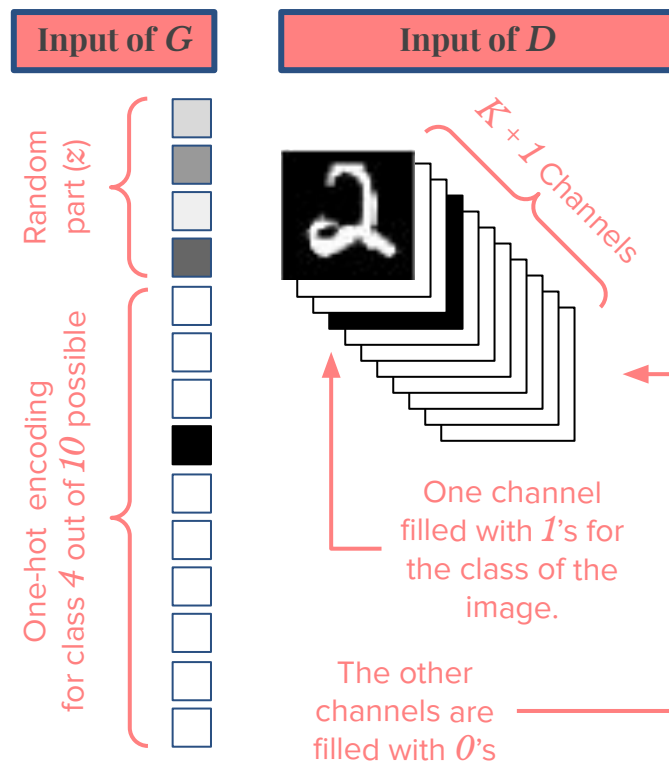 Input of G
Input of D
Random
part (z)
One-hot encoding
for class 4 out of 10 possible
K + 1 Channels
One channel
filled with 1's for
the class of the
image.
The other
channels are
filled with 0's